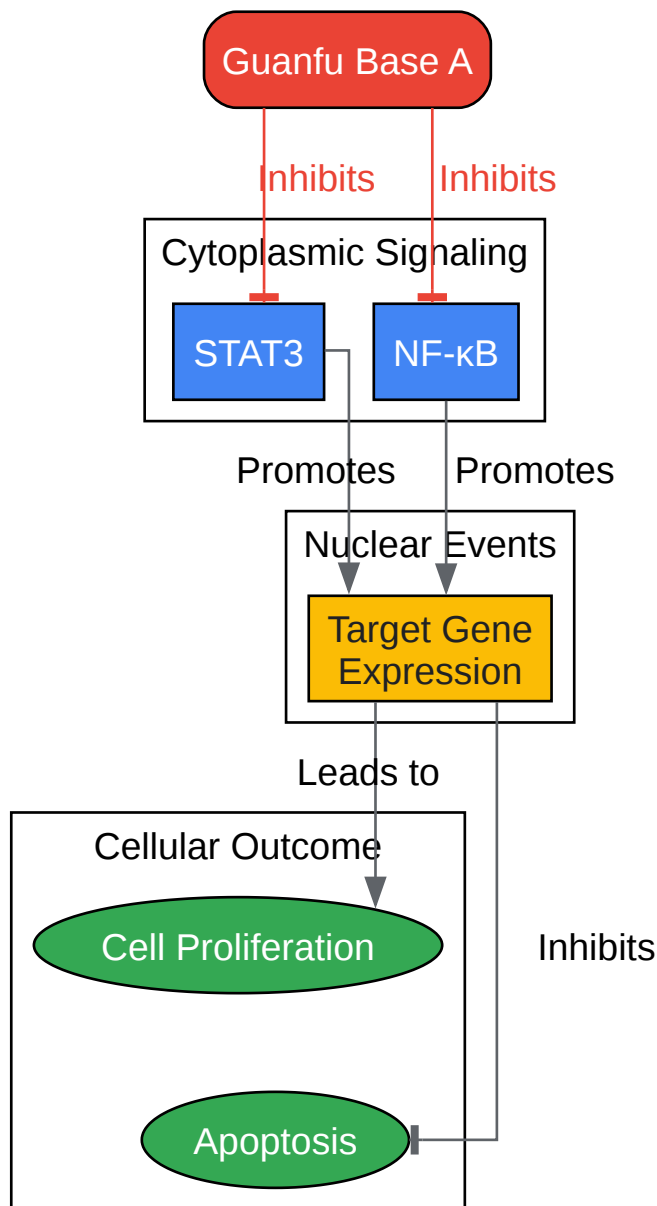 Guanfu Base A
Inhibits
Inhibits
Cytoplasmic Signaling
STAT3
NF-κB
Promotes
Promotes
Nuclear Events
Target Gene
Expression
Leads to
Cellular Outcome
Cell Proliferation
Inhibits
Apoptosis